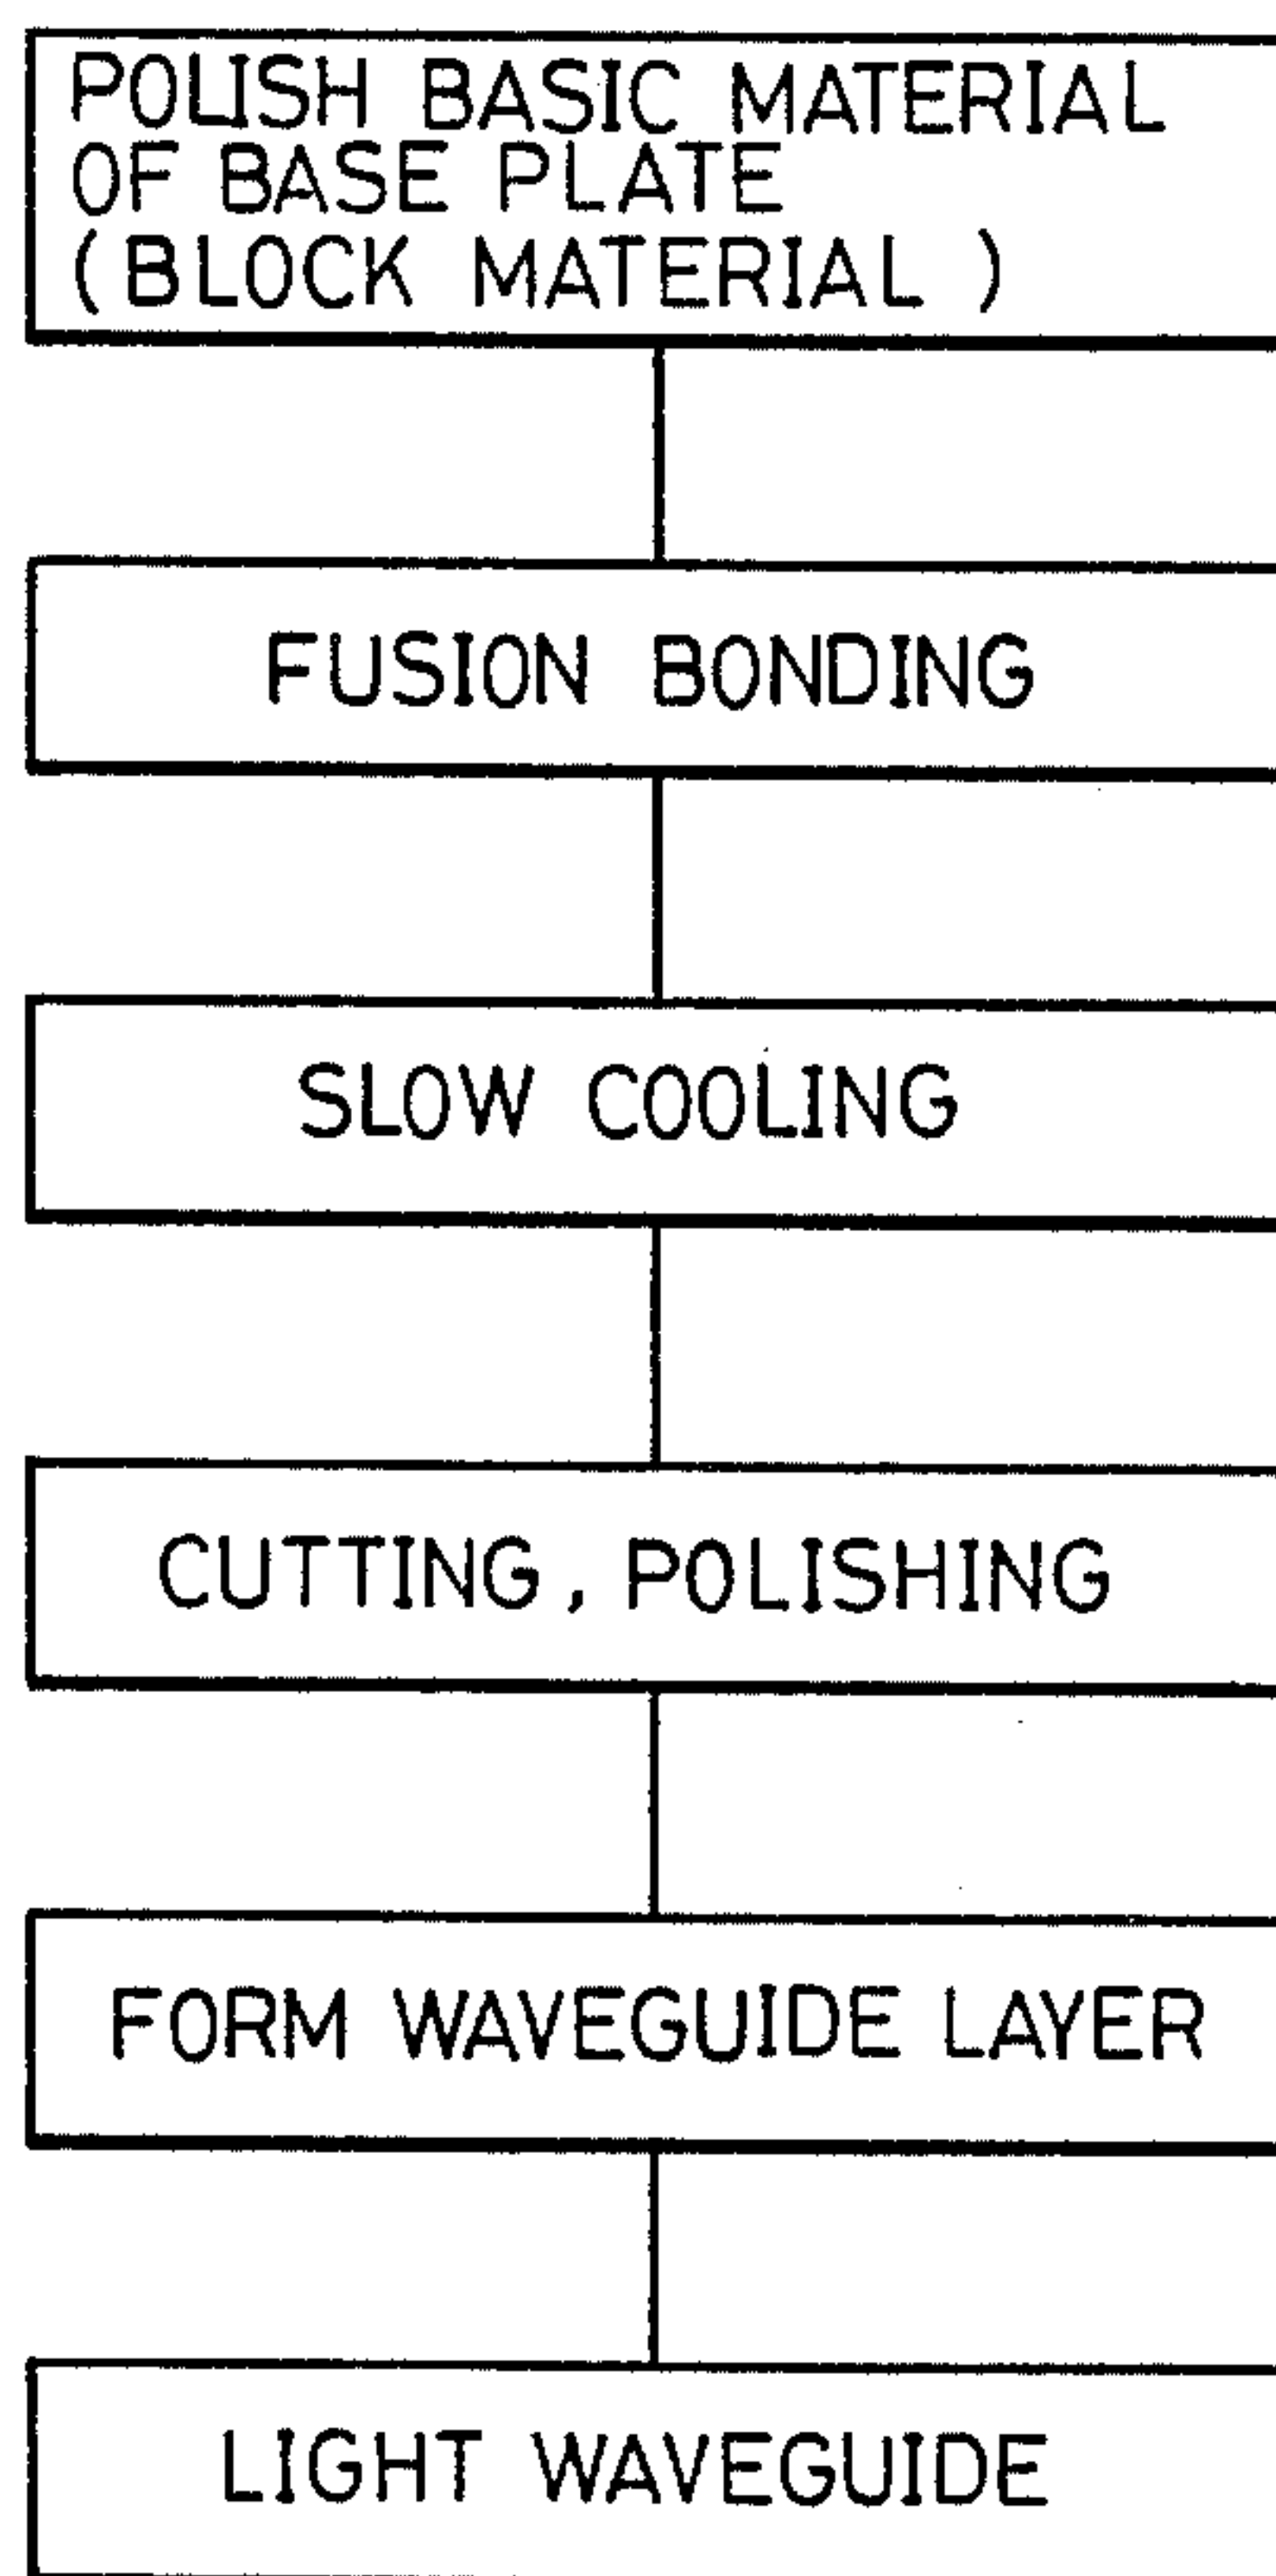 POLISH BASIC MATERIAL
OF BASE PLATE
(BLOCK MATERIAL)
FUSION BONDING
SLOW COOLING
CUTTING, POLISHING
FORM WAVEGUIDE LAYER
LIGHT WAVEGUIDE